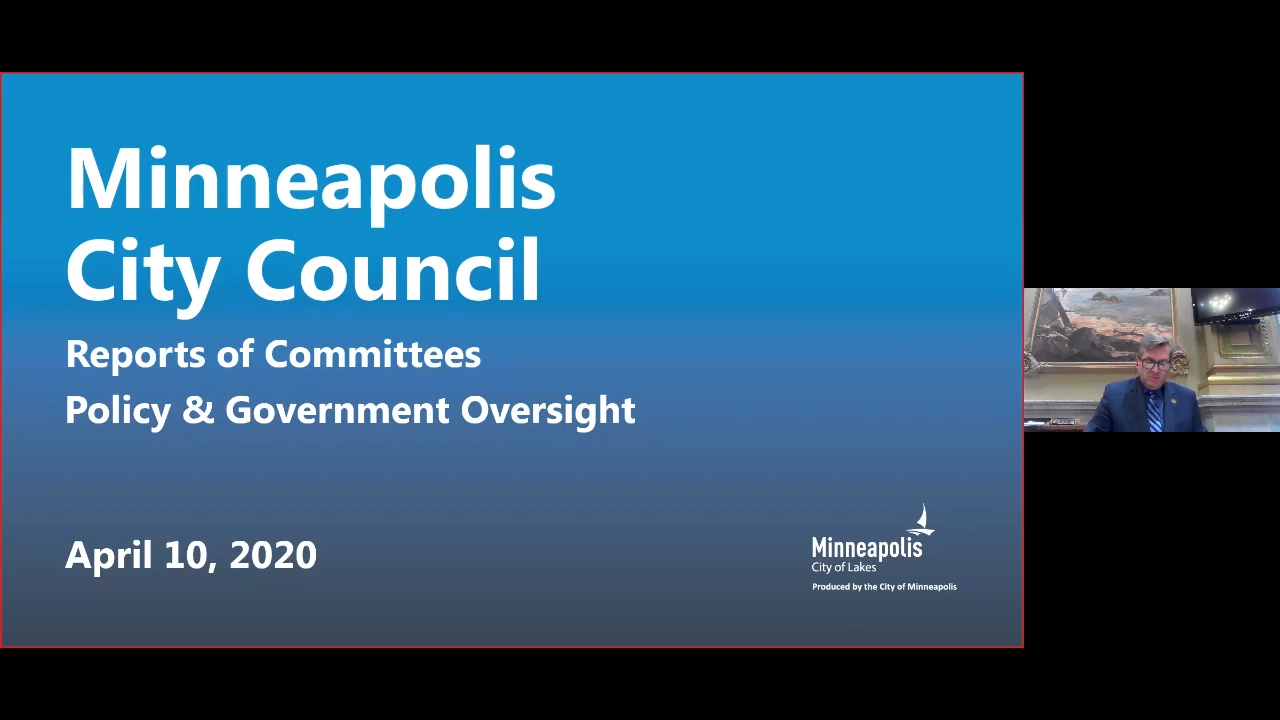 Minneapolis
City Council
Reports of Committees
Policy & Government Oversight
April 10, 2020
Minneapolis
City of Lakes
Produced by the City of Minneapolis